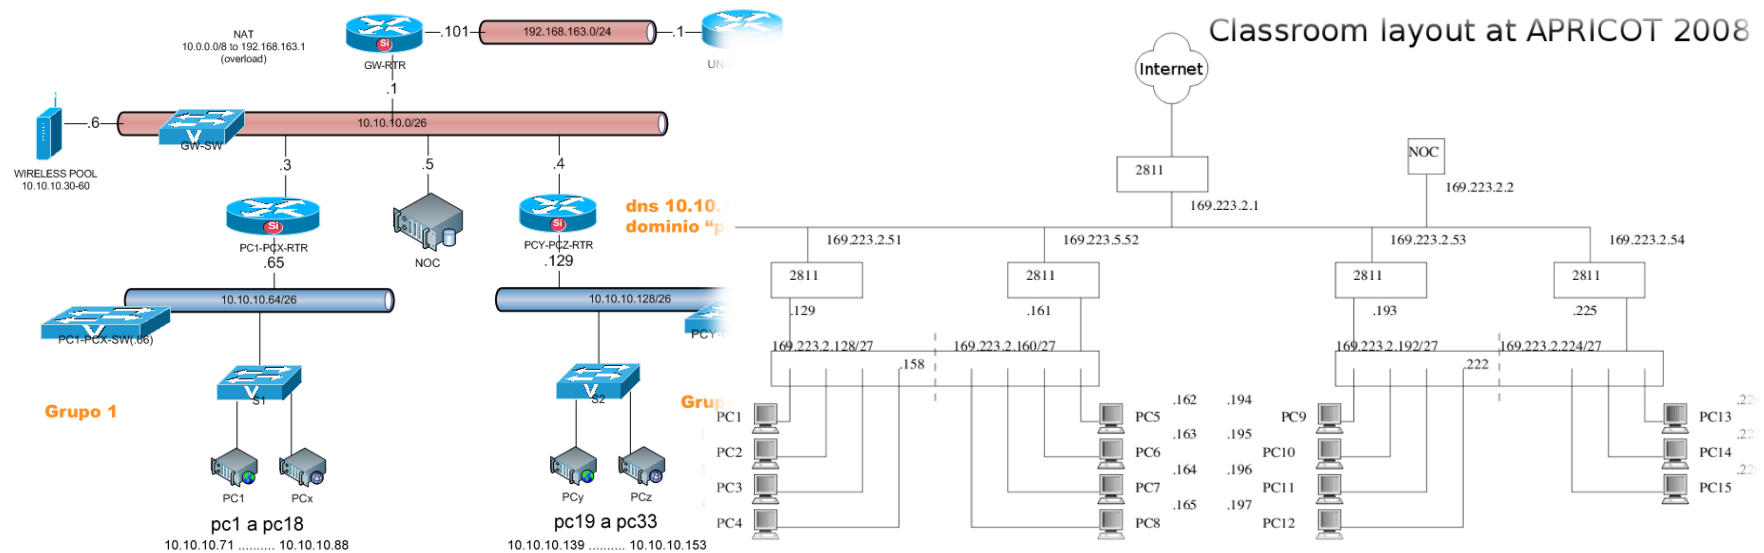 NAT
10.0.0.0/8 to 192.168.163.1
(overload)
.101
192.168.163.0/24
.1
GW-RTR
.1
.6
10.10.10.0/26
GW-SW
WIRELESS POOL
10.10.10.30-60
.3
.5
.4
Si
PC1-PCX-RTR
.65
NOC
Si
PCY-PCZ-RTR
.129
dns 10.10.
dominio
10.10.10.64/26
PC1-PCX-SW(.66)
10.10.10.128/26
S1
S2
Grupo 1
PC1
PCx
PCy
PCz
pc1 a pc18
10.10.10.71 .......... 10.10.10.88
pc19 a pc33
10.10.10.139 .......... 10.10.10.153
Classroom layout at APRICOT 2008
Internet
2811
NOC
169.223.2.2
169.223.2.1
169.223.2.51
169.223.5.52
169.223.2.53
169.223.2.54
2811
2811
2811
2811
.129
.161
.193
.225
169.223.2.128/27
169.223.2.160/27
169.223.2.192/27
169.223.2.224/27
.158
.222
PC1
PC2
PC3
PC4
PC5
PC6
PC7
PC8
.162
.163
.164
.165
.194
.195
.196
.197
PC9
PC10
PC11
PC12
PC13
PC14
PC15